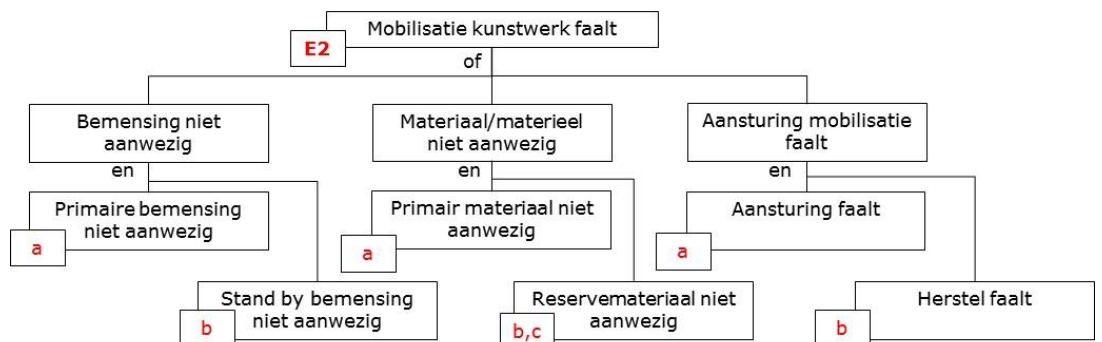 Mobilisatie kunstwerk faalt
E2
of
Bemensing niet
aanwezig
Materiaal/materieel
niet aanwezig
Aansturing mobilisatie
faalt
en
en
en
Primaire bemensing
niet aanwezig
a
Primair materiaal niet
aanwezig
a
Aansturing faalt
a
Stand by bemensing
niet aanwezig
b
Reservemateriaal niet
aanwezig
b,c
Herstel faalt
b